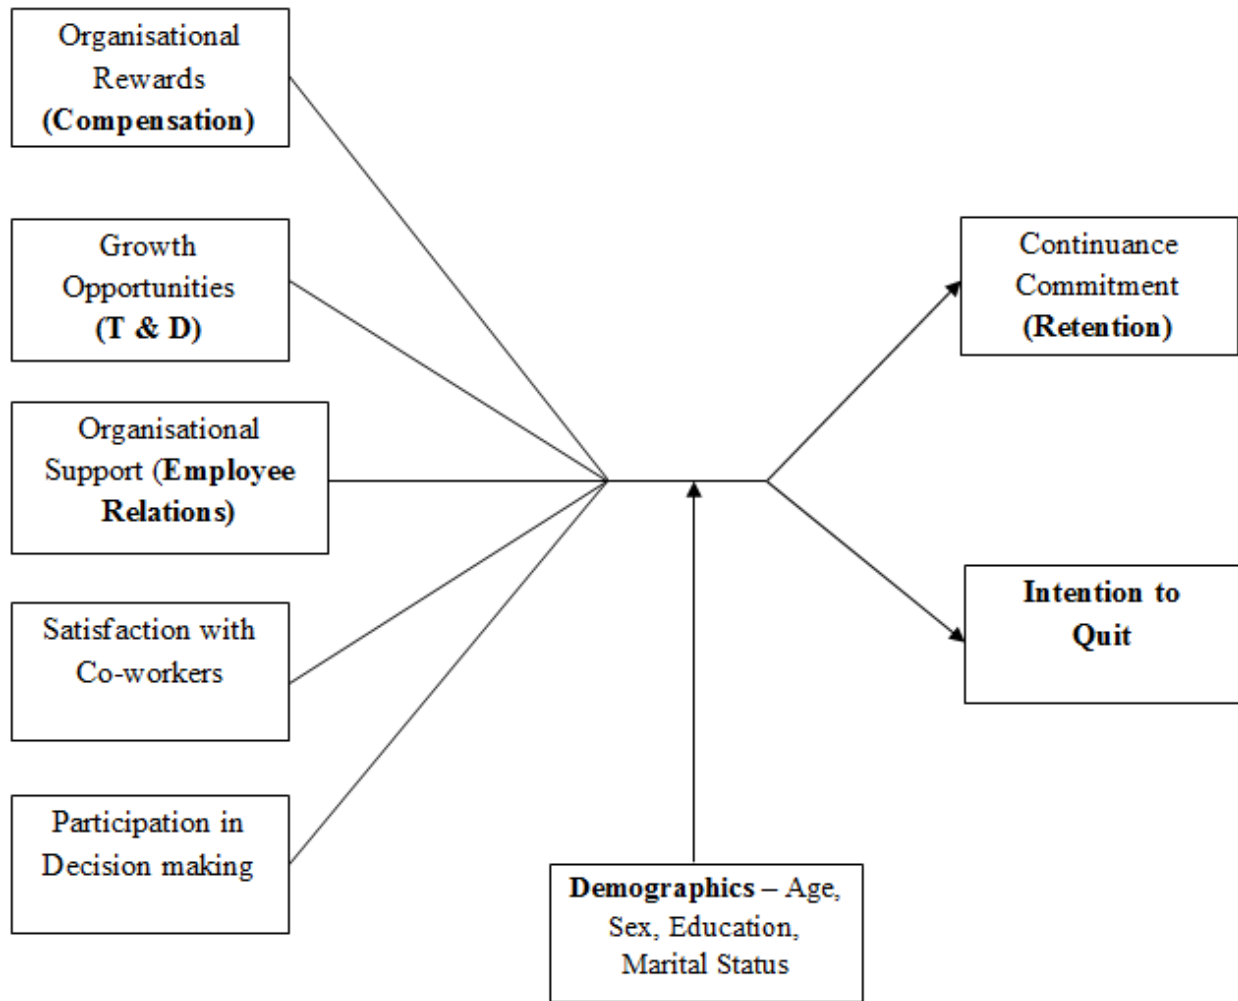 Organisational
Rewards
(Compensation)
Growth
Opportunities
(T & D)
Organisational
Support (Employee
Relations)
Satisfaction with
Co-workers
Participation in
Decision making
Demographics – Age,
Sex, Education,
Marital Status
Continuance
Commitment
(Retention)
Intention to
Quit